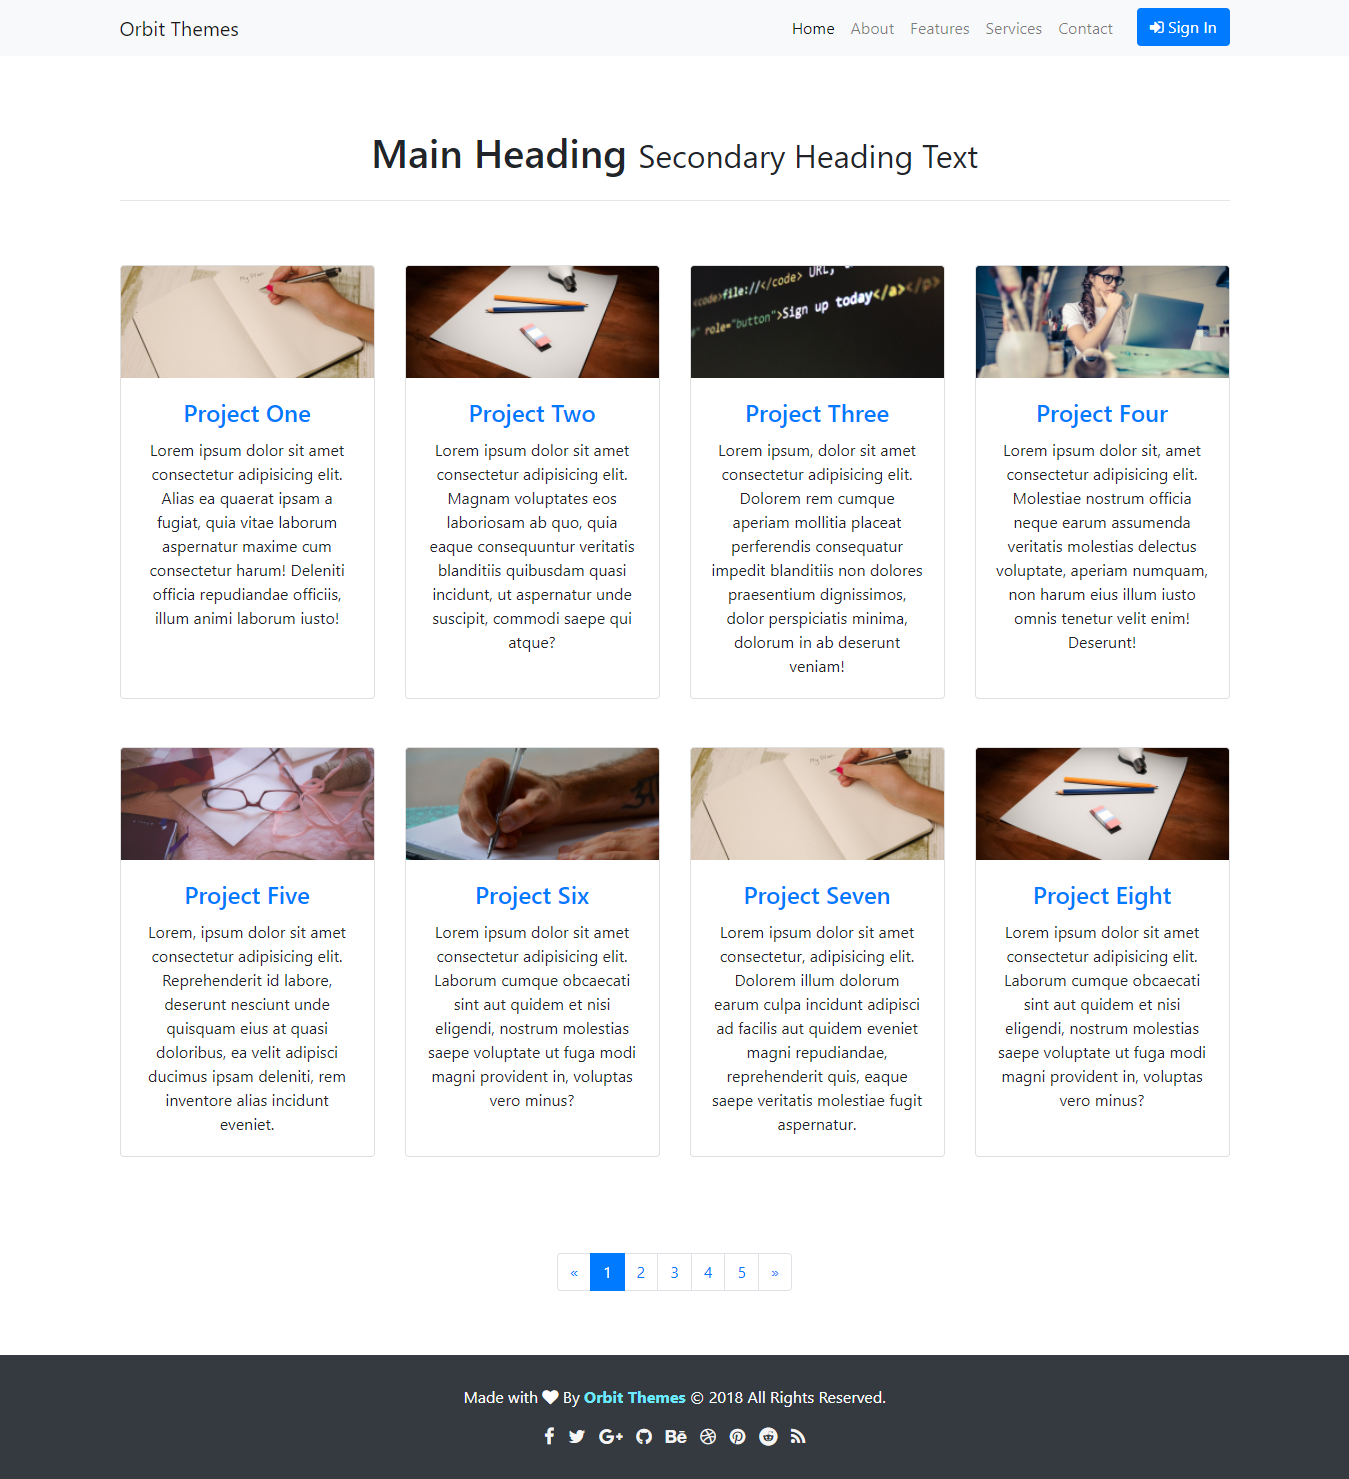 Orbit Themes
Home About Features Services Contact Sign In
Main Heading Secondary Heading Text
My Plan
<code>file://</code> URL,
role="button">Sign up today</a></p>
Project One
Lorem ipsum dolor sit amet
consectetur adipisicing elit.
Alias ea quaerat ipsam a
fugiat, quia vitae laborum
aspernatur maxime cum
consectetur harum! Deleniti
officia repudiandae officiis,
illum animi laborum iusto!
Project Two
Lorem ipsum dolor sit amet
consectetur adipisicing elit.
Magnam voluptates eos
laboriosam ab quo, quia
eaque consequuntur veritatis
blanditiis quibusdam quasi
incidunt, ut aspernatur unde
suscipit, commodi saepe qui
atque?
Project Three
Lorem ipsum, dolor sit amet
consectetur adipisicing elit.
Dolorem rem cumque
aperiam mollitia placeat
perferendis consequatur
impedit blanditiis non dolores
praesentium dignissimos,
dolor perspiciatis minima,
dolorum in ab deserunt
veniam!
Project Four
Lorem ipsum dolor sit, amet
consectetur adipisicing elit.
Molestiae nostrum officia
neque earum assumenda
veritatis molestias delectus
voluptate, aperiam numquam,
non harum eius illum iusto
omnis tenetur velit enim!
Deserunt!
Project Five
Lorem, ipsum dolor sit amet
consectetur adipisicing elit.
Reprehenderit id labore,
deserunt nesciunt unde
quisquam eius at quasi
doloribus, ea velit adipisci
ducimus ipsam deleniti, rem
inventore alias incidunt
eveniet.
Project Six
Lorem ipsum dolor sit amet
consectetur adipisicing elit.
Laborum cumque obcaecati
sint aut quidem et nisi
eligendi, nostrum molestias
saepe voluptate ut fuga modi
magni provident in, voluptas
vero minus?
My Plan
Project Seven
Lorem ipsum dolor sit amet
consectetur, adipisicing elit.
Dolorem illum dolorum
earum culpa incidunt adipisci
ad facilis aut quidem eveniet
magni repudiandae,
reprehenderit quis, eaque
saepe veritatis molestiae fugit
aspernatur.
Project Eight
Lorem ipsum dolor sit amet
consectetur adipisicing elit.
Laborum cumque obcaecati
sint aut quidem et nisi
eligendi, nostrum molestias
saepe voluptate ut fuga modi
magni provident in, voluptas
vero minus?
« 1 2 3 4 5 »
Made with By Orbit Themes © 2018 All Rights Reserved.